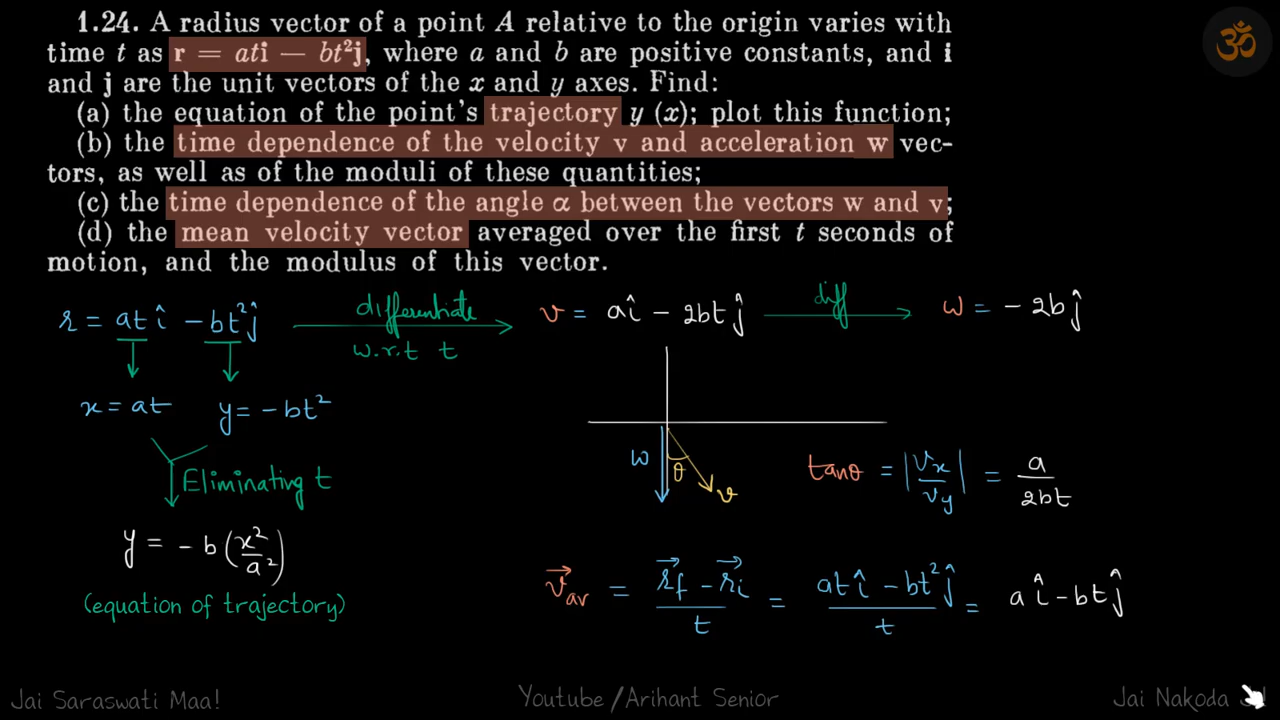 1.24. A radius vector of a point A relative to the origin varies with
time t as r = ati − bt²j, where a and b are positive constants, and i
and j are the unit vectors of the x and y axes. Find:
(a) the equation of the point's trajectory y (x); plot this function;
(b) the time dependence of the velocity v and acceleration w vec-
tors, as well as of the moduli of these quantities;
(c) the time dependence of the angle α between the vectors w and v;
(d) the mean velocity vector averaged over the first t seconds of
motion, and the modulus of this vector.
r = at î − bt² ĵ
differentiate
w.r.t t
v = a î − 2bt ĵ
diff
w = − 2b ĵ
x = at
y = −bt²
Eliminating t
y = − b (x²/a²)
(equation of trajectory)
w
θ
v
tanθ = |vx/vy| = a/2bt
v⃗av = (r⃗f − r⃗i)/t = (at î − bt² ĵ)/t = a î − bt ĵ
ॐ
Jai Saraswati Maa!
Youtube /Arihant Senior
Jai Nakoda